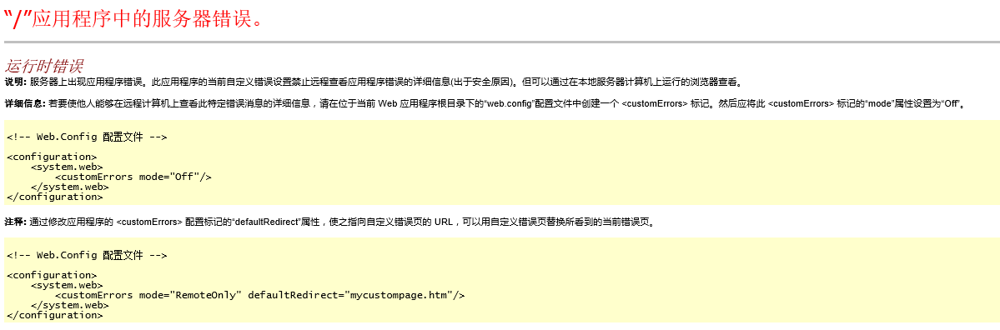 “/”应用程序中的服务器错误。
运行时错误
说明: 服务器上出现应用程序错误。此应用程序的当前自定义错误设置禁止远程查看应用程序错误的详细信息(出于安全原因)。但可以通过在本地服务器计算机上运行的浏览器查看。
详细信息: 若要使他人能够在远程计算机上查看此特定错误消息的详细信息，请在位于当前 Web 应用程序根目录下的“web.config”配置文件中创建一个 <customErrors> 标记。然后应将此 <customErrors> 标记的“mode”属性设置为“Off”。
<!-- Web.Config 配置文件 -->
<configuration>
    <system.web>
        <customErrors mode="Off"/>
    </system.web>
</configuration>
注释: 通过修改应用程序的 <customErrors> 配置标记的“defaultRedirect”属性，使之指向自定义错误页的 URL，可以用自定义错误页替换所看到的当前错误页。
<!-- Web.Config 配置文件 -->
<configuration>
    <system.web>
        <customErrors mode="RemoteOnly" defaultRedirect="mycustompage.htm"/>
    </system.web>
</configuration>